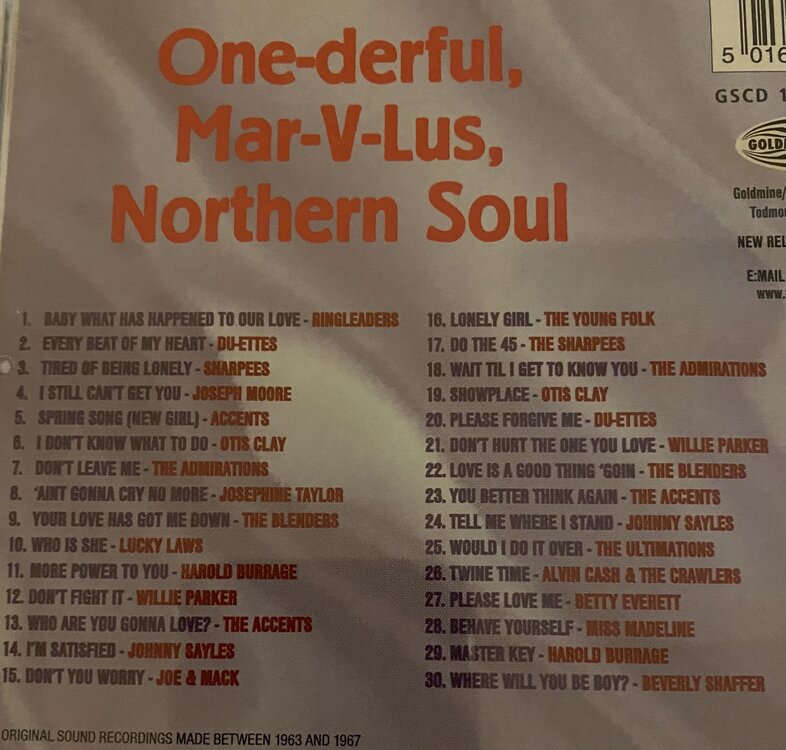 One-derful,
Mar-V-Lus,
Northern Soul
5 016
GSCD 1
GOLD
Goldmine/
Todmo
NEW REL
E:MAIL
www.
1. BABY WHAT HAS HAPPENED TO OUR LOVE - RINGLEADERS
2. EVERY BEAT OF MY HEART - DU-ETTES
3. TIRED OF BEING LONELY - SHARPEES
4. I STILL CAN'T GET YOU - JOSEPH MOORE
5. SPRING SONG (NEW GIRL) - ACCENTS
6. I DON'T KNOW WHAT TO DO - OTIS CLAY
7. DON'T LEAVE ME - THE ADMIRATIONS
8. 'AINT GONNA CRY NO MORE - JOSEPHINE TAYLOR
9. YOUR LOVE HAS GOT ME DOWN - THE BLENDERS
10. WHO IS SHE - LUCKY LAWS
11. MORE POWER TO YOU - HAROLD BURRAGE
12. DON'T FIGHT IT - WILLIE PARKER
13. WHO ARE YOU GONNA LOVE? - THE ACCENTS
14. I'M SATISFIED - JOHNNY SAYLES
15. DON'T YOU WORRY - JOE & MACK
16. LONELY GIRL - THE YOUNG FOLK
17. DO THE 45 - THE SHARPEES
18. WAIT TIL I GET TO KNOW YOU - THE ADMIRATIONS
19. SHOWPLACE - OTIS CLAY
20. PLEASE FORGIVE ME - DU-ETTES
21. DON'T HURT THE ONE YOU LOVE - WILLIE PARKER
22. LOVE IS A GOOD THING 'GOIN - THE BLENDERS
23. YOU BETTER THINK AGAIN - THE ACCENTS
24. TELL ME WHERE I STAND - JOHNNY SAYLES
25. WOULD I DO IT OVER - THE ULTIMATIONS
26. TWINE TIME - ALVIN CASH & THE CRAWLERS
27. PLEASE LOVE ME - BETTY EVERETT
28. BEHAVE YOURSELF - MISS MADELINE
29. MASTER KEY - HAROLD BURRAGE
30. WHERE WILL YOU BE BOY? - BEVERLY SHAFFER
ORIGINAL SOUND RECORDINGS MADE BETWEEN 1963 AND 1967